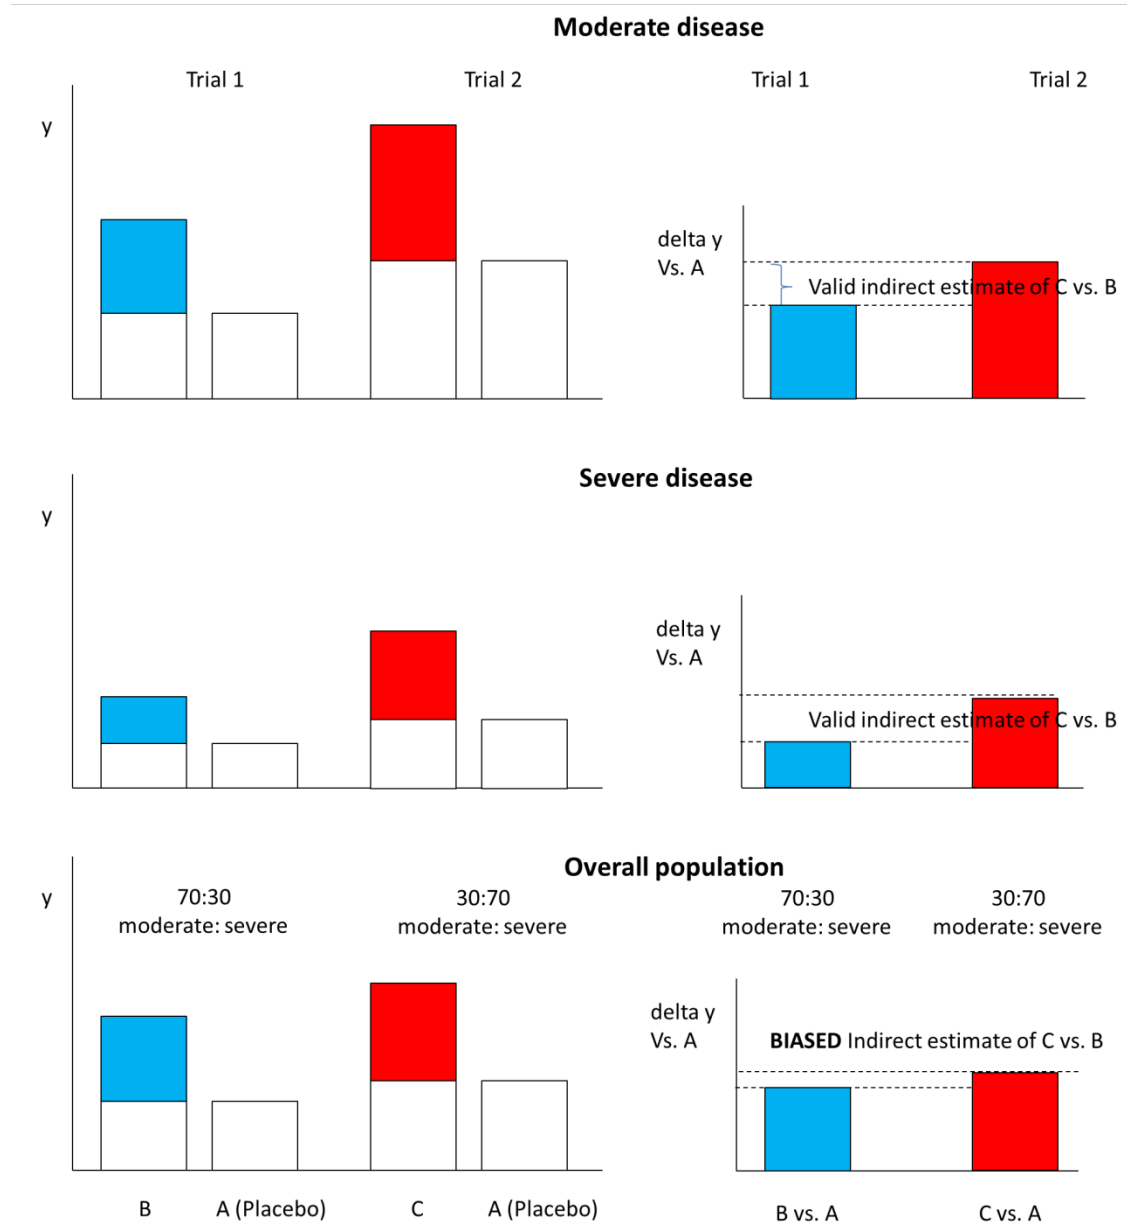 Moderate disease
Trial 1
Trial 2
Trial 1
Trial 2
y
delta y
Vs. A
Valid indirect estimate of C vs. B
Severe disease
y
delta y
Vs. A
Valid indirect estimate of C vs. B
Overall population
y
70:30
moderate: severe
30:70
moderate: severe
70:30
moderate: severe
30:70
moderate: severe
delta y
Vs. A
BIASED Indirect estimate of C vs. B
B
A (Placebo)
C
A (Placebo)
B vs. A
C vs. A